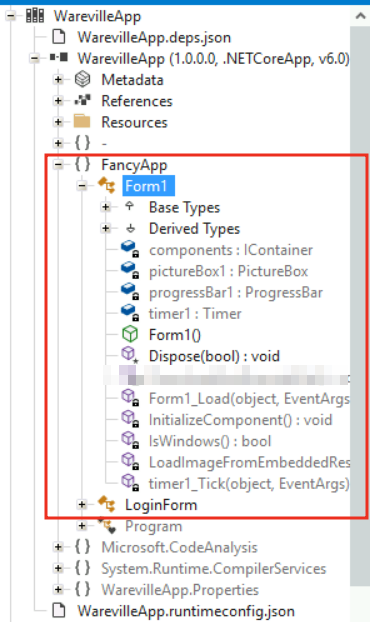 WarevilleApp
WarevilleApp.deps.json
WarevilleApp (1.0.0.0, .NETCoreApp, v6.0)
Metadata
References
Resources
{ } -
{ } FancyApp
Form1
Base Types
Derived Types
components : IContainer
pictureBox1 : PictureBox
progressBar1 : ProgressBar
timer1 : Timer
Form1()
Dispose(bool) : void
Form1_Load(object, EventArgs
InitializeComponent() : void
IsWindows() : bool
LoadImageFromEmbeddedRes
timer1_Tick(object, EventArgs)
LoginForm
Program
{ } Microsoft.CodeAnalysis
{ } System.Runtime.CompilerServices
{ } WarevilleApp.Properties
WarevilleApp.runtimeconfig.json